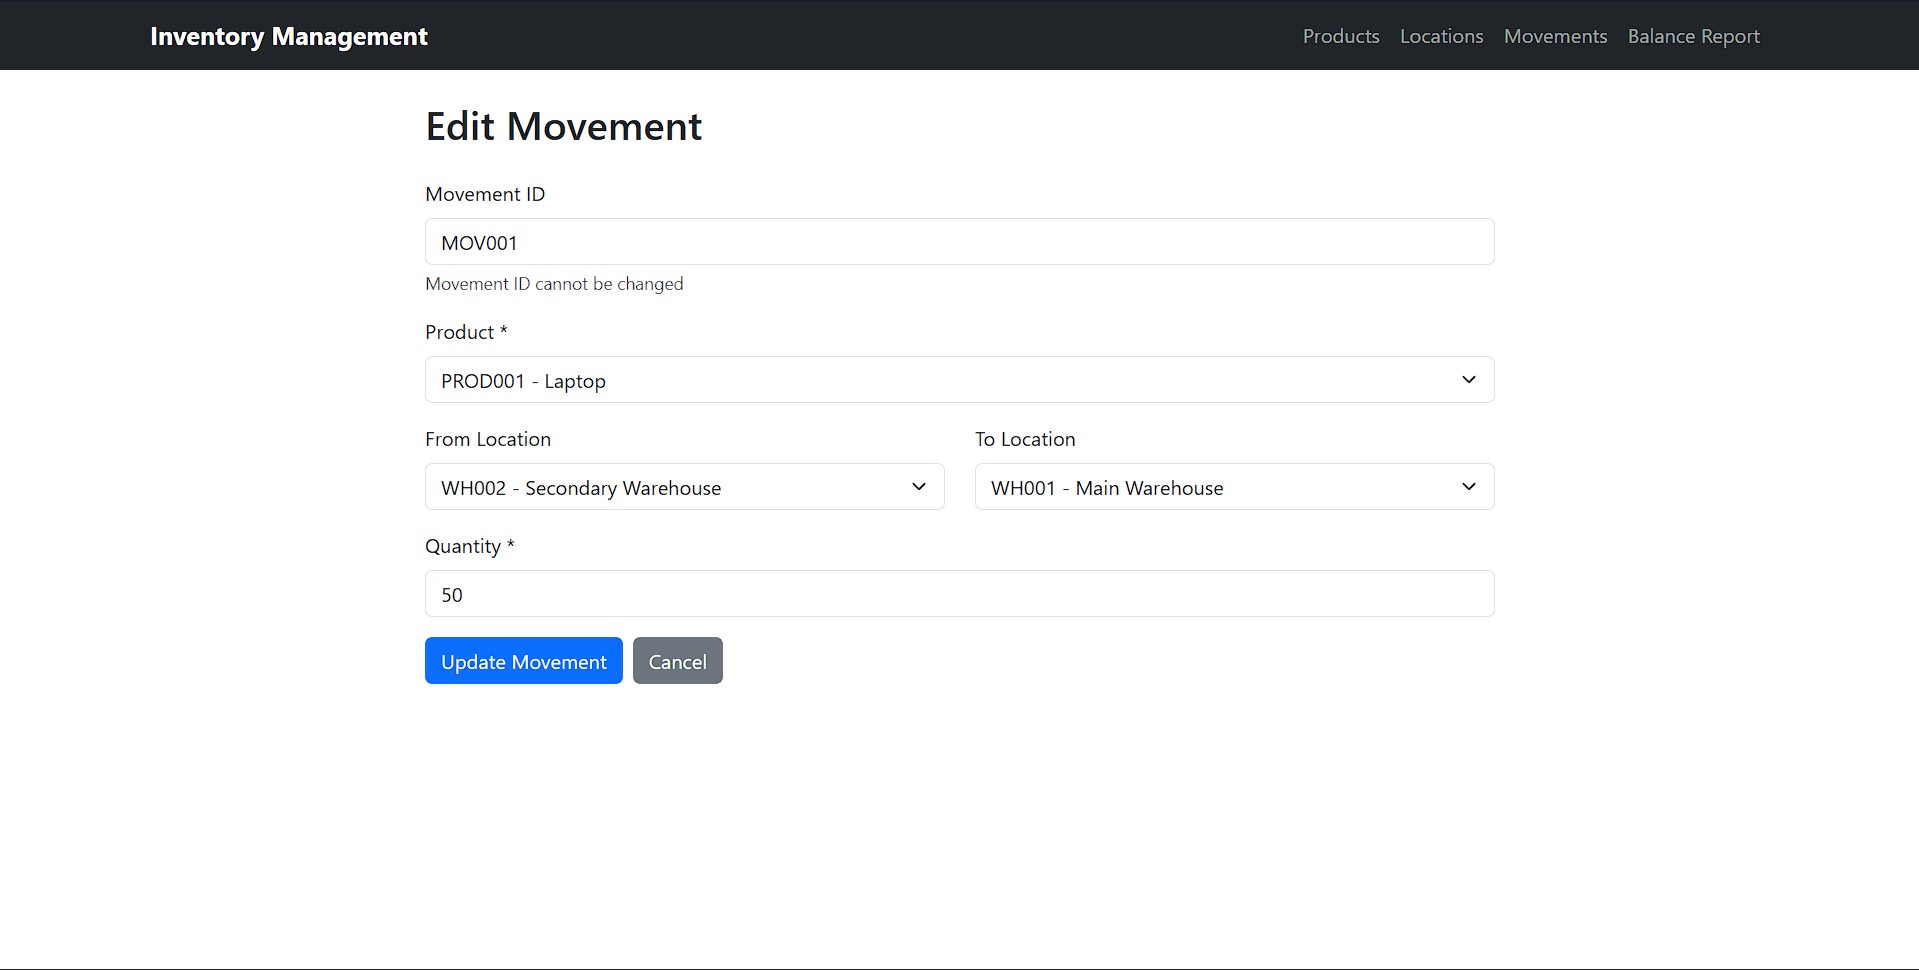 Inventory Management Products Locations Movements Balance Report
Edit Movement
Movement ID
MOV001
Movement ID cannot be changed
Product *
PROD001 - Laptop
From Location To Location
WH002 - Secondary Warehouse WH001 - Main Warehouse
Quantity *
50
Update Movement Cancel